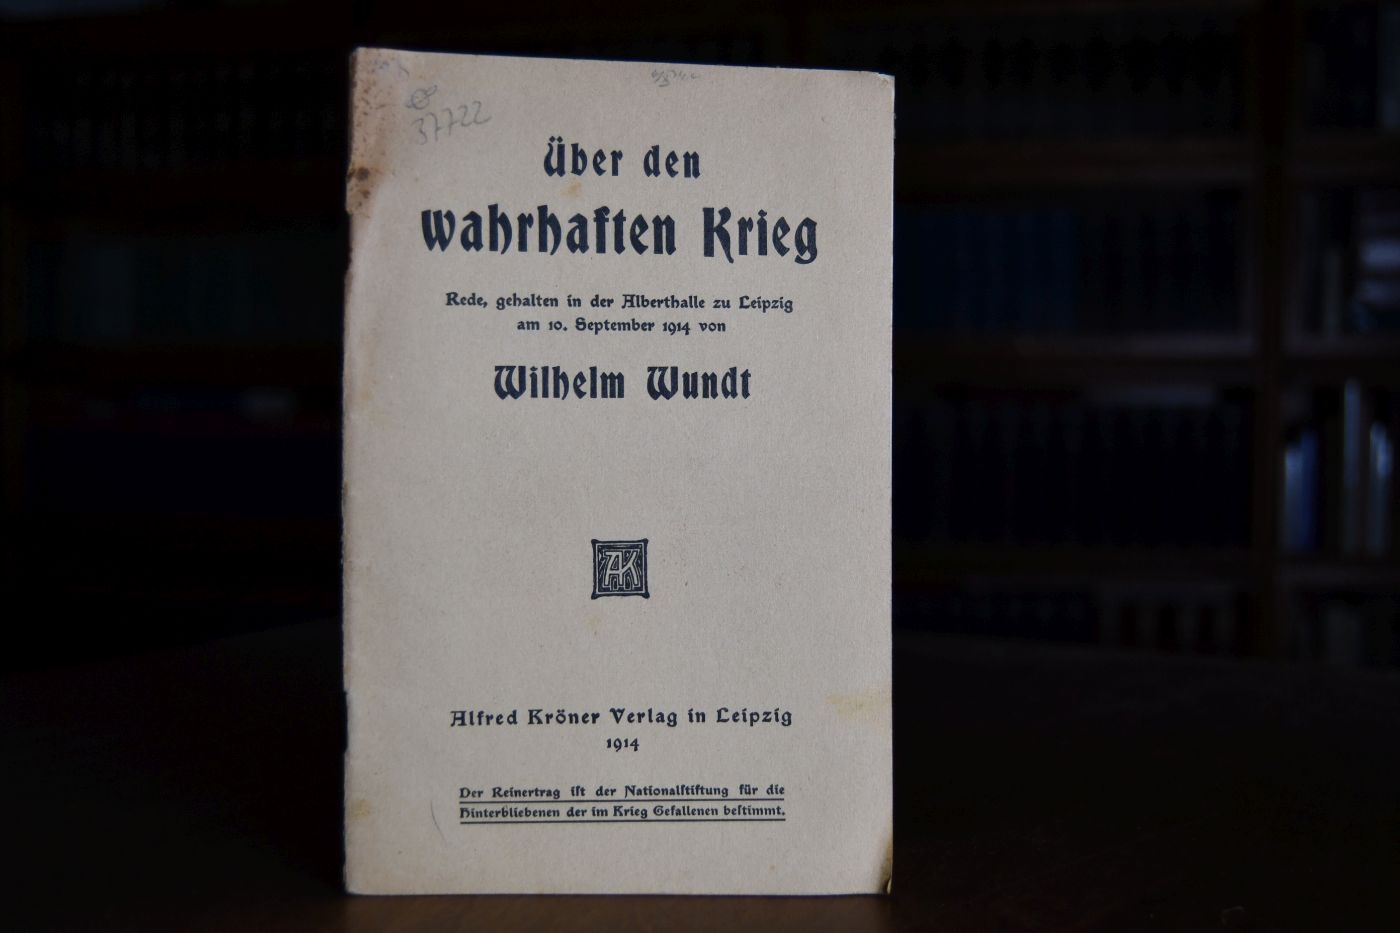 37722
Über den
wahrhaften Krieg
Rede, gehalten in der Alberthalle zu Leipzig
am 10. September 1914 von
Wilhelm Wundt
AK
Alfred Kröner Verlag in Leipzig
1914
Der Reinertrag iſt der Nationalſtiftung für die
Hinterbliebenen der im Krieg Gefallenen beſtimmt.